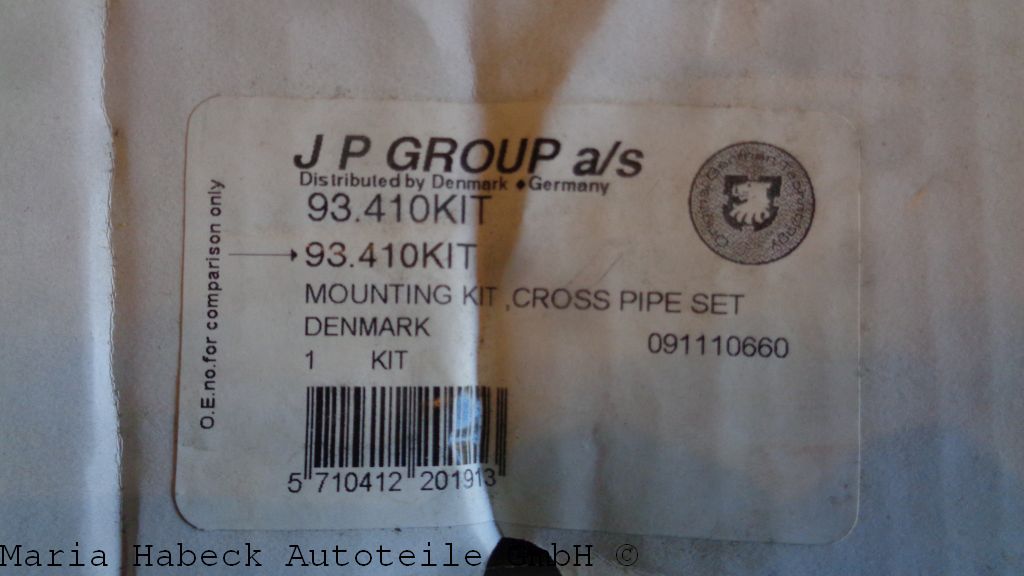 J P GROUP a/s
Distributed by Denmark • Germany
93.410KIT
93.410KIT
O.E.no.for comparison only
MOUNTING KIT ,CROSS PIPE SET
DENMARK
091110660
1 KIT
5 710412 201913
Maria Habeck Autoteile GmbH ©